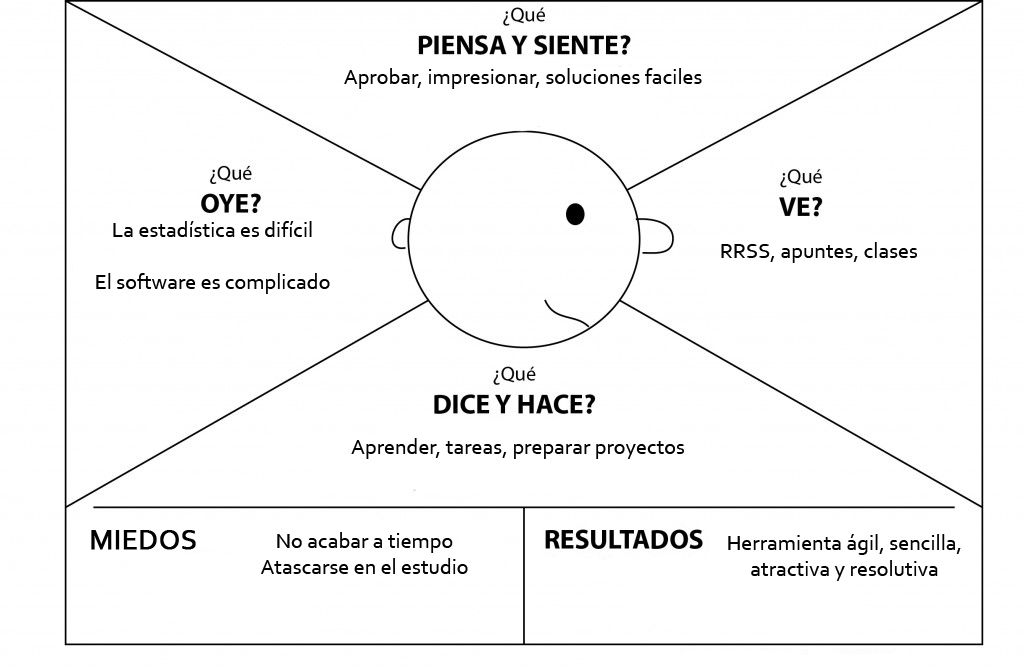 ¿Qué
PIENSA Y SIENTE?
Aprobar, impresionar, soluciones faciles
¿Qué
OYE?
La estadística es difícil
El software es complicado
¿Qué
VE?
RRSS, apuntes, clases
¿Qué
DICE Y HACE?
Aprender, tareas, preparar proyectos
MIEDOS
No acabar a tiempo
Atascarse en el estudio
RESULTADOS
Herramienta ágil, sencilla,
atractiva y resolutiva